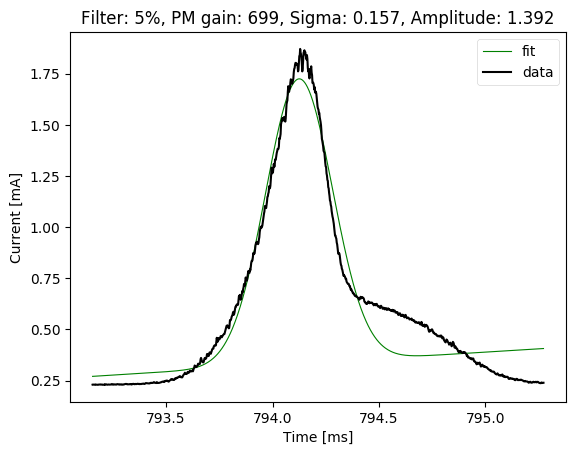 Filter: 5%, PM gain: 699, Sigma: 0.157, Amplitude: 1.392
fit
data
1.75
1.50
1.25
1.00
0.75
0.50
0.25
Current [mA]
793.5
794.0
794.5
795.0
Time [ms]